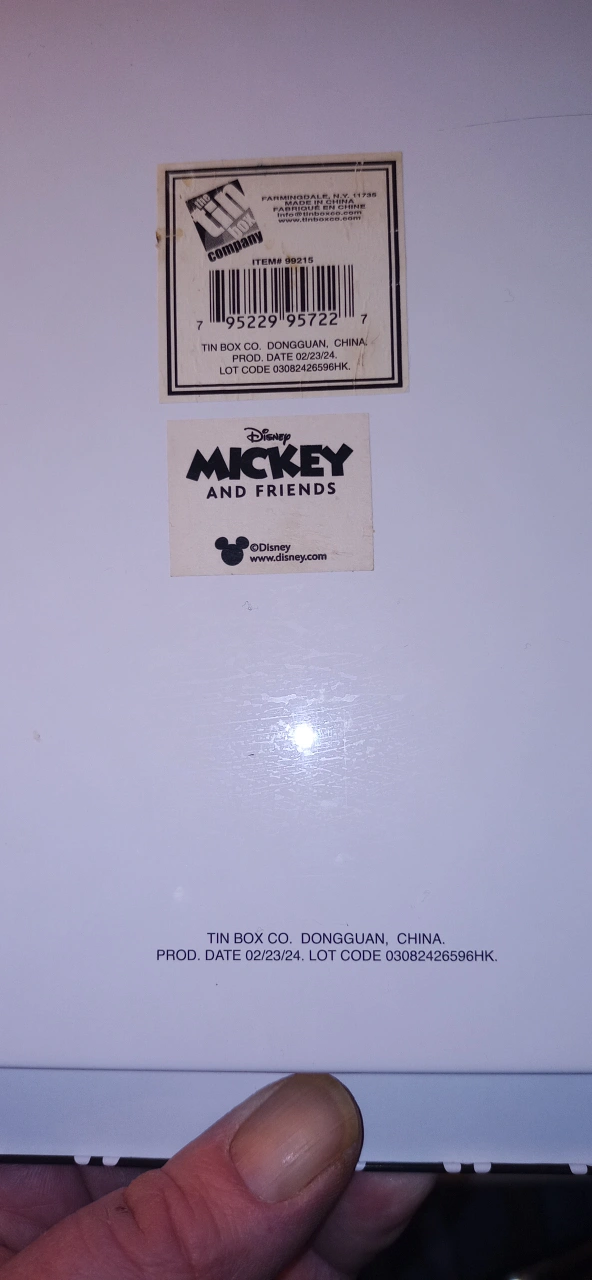 the
tin
box
company
FARMINGDALE, N.Y. 11735
MADE IN CHINA
FABRIQUÉ EN CHINE
info@tinboxco.com
www.tinboxco.com
ITEM# 99215
7 95229 95722 7
TIN BOX CO. DONGGUAN, CHINA.
PROD. DATE 02/23/24.
LOT CODE 03082426596HK.
Disney
MICKEY
AND FRIENDS
©Disney
www.disney.com
TIN BOX CO. DONGGUAN, CHINA.
PROD. DATE 02/23/24. LOT CODE 03082426596HK.